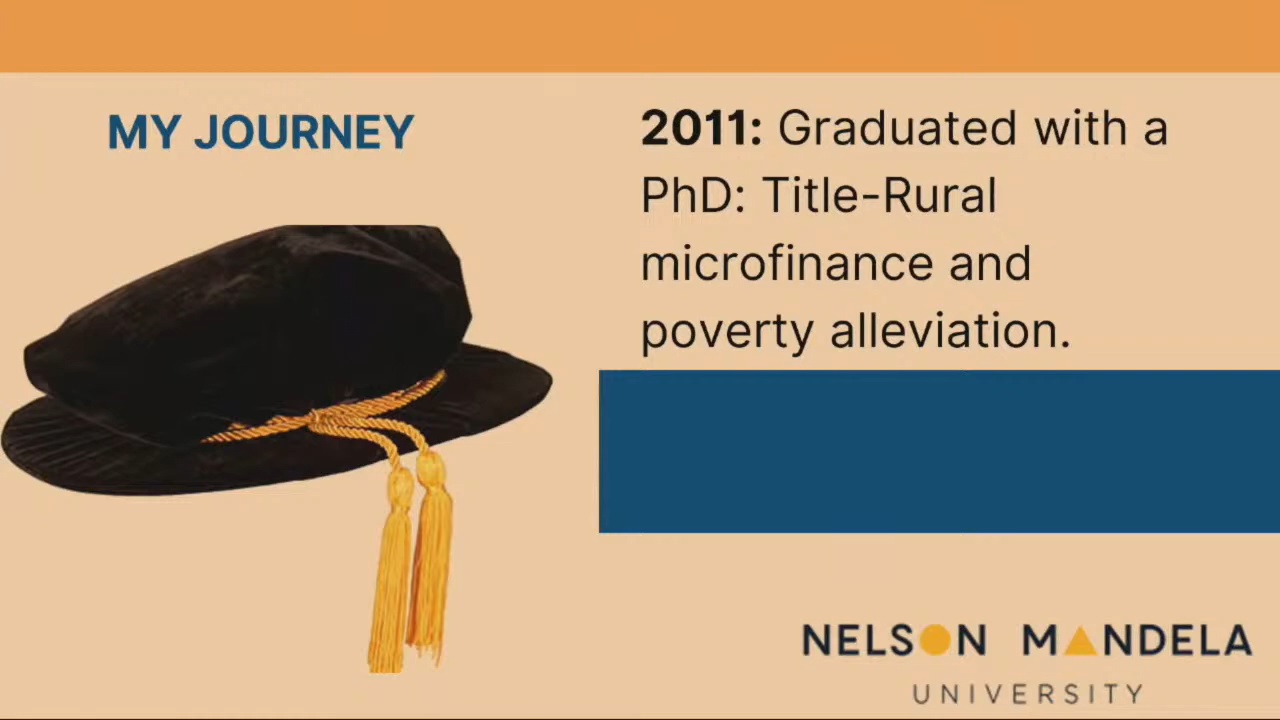 MY JOURNEY
2011: Graduated with a
PhD: Title-Rural
microfinance and
poverty alleviation.
NELSON MANDELA
UNIVERSITY